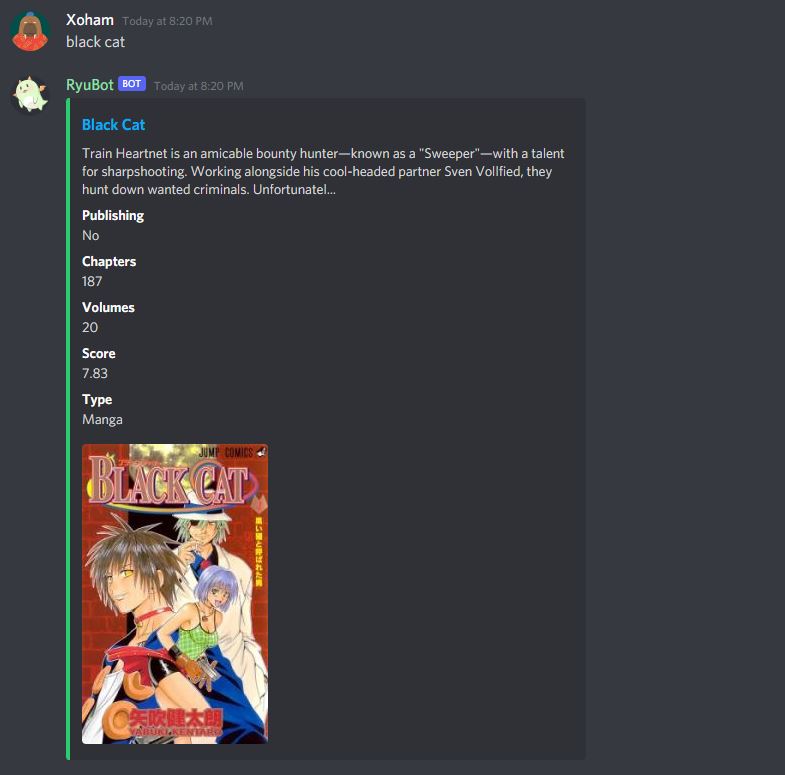 Xoham Today at 8:20 PM
black cat
RyuBot BOT Today at 8:20 PM
Black Cat
Train Heartnet is an amicable bounty hunter—known as a "Sweeper"—with a talent
for sharpshooting. Working alongside his cool-headed partner Sven Vollfied, they
hunt down wanted criminals. Unfortunatel...
Publishing
No
Chapters
187
Volumes
20
Score
7.83
Type
Manga
JUMP COMICS
BLACK CAT
黒い猫と呼ばれた男
矢吹健太朗
YABUKI KENTARO